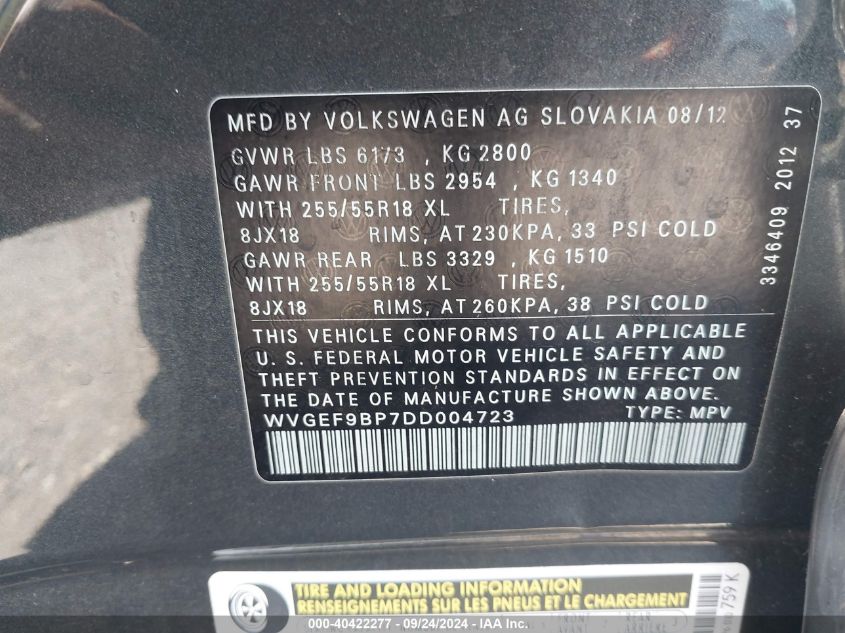 MFD BY VOLKSWAGEN AG SLOVAKIA 08/12
GVWR LBS 6173 , KG 2800
GAWR FRONT LBS 2954 , KG 1340
WITH 255/55R18 XL TIRES,
8JX18 RIMS, AT 230KPA, 33 PSI COLD
GAWR REAR LBS 3329 , KG 1510
WITH 255/55R18 XL TIRES,
8JX18 RIMS, AT 260KPA, 38 PSI COLD
THIS VEHICLE CONFORMS TO ALL APPLICABLE
U. S. FEDERAL MOTOR VEHICLE SAFETY AND
THEFT PREVENTION STANDARDS IN EFFECT ON
THE DATE OF MANUFACTURE SHOWN ABOVE.
WVGEF9BP7DD004723 TYPE: MPV
3346409 2012 37
TIRE AND LOADING INFORMATION
RENSEIGNEMENTS SUR LES PNEUS ET LE CHARGEMENT
759 K
000-40422277 - 09/24/2024 - IAA Inc.